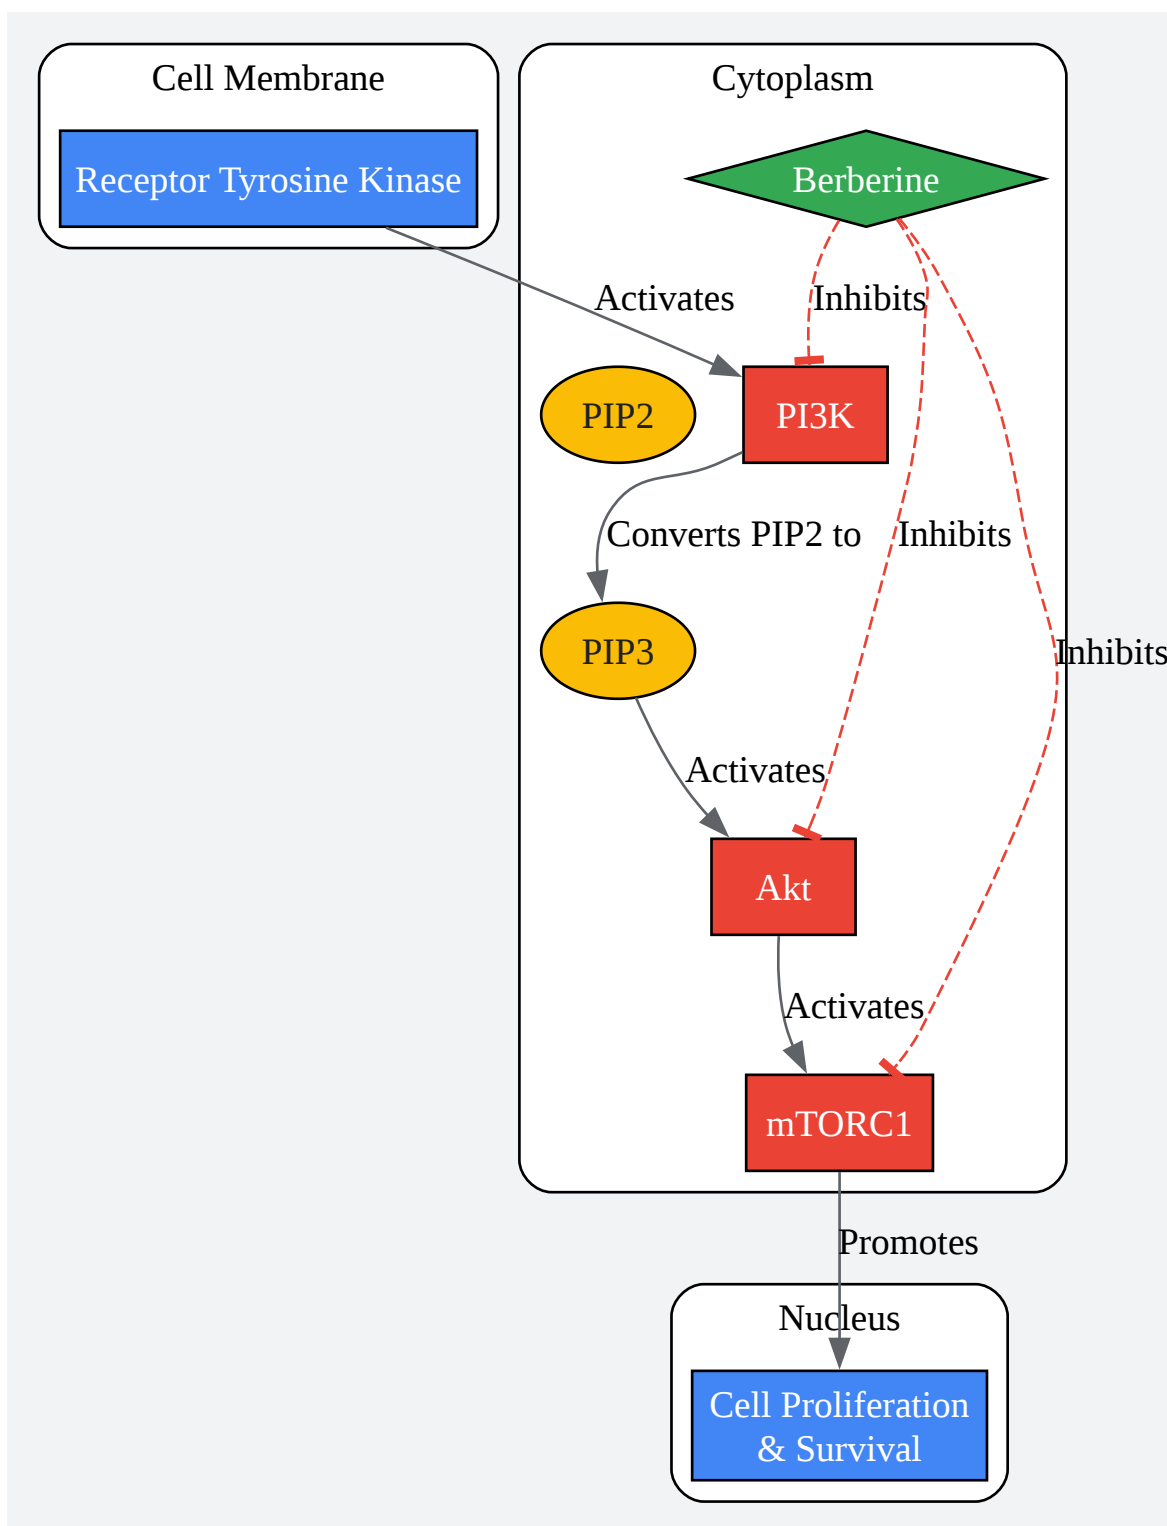 Cell Membrane
Cytoplasm
Receptor Tyrosine Kinase
Berberine
Activates
Inhibits
PIP2
PI3K
Converts PIP2 to
Inhibits
PIP3
Inhibits
Activates
Akt
Activates
mTORC1
Promotes
Nucleus
Cell Proliferation
& Survival